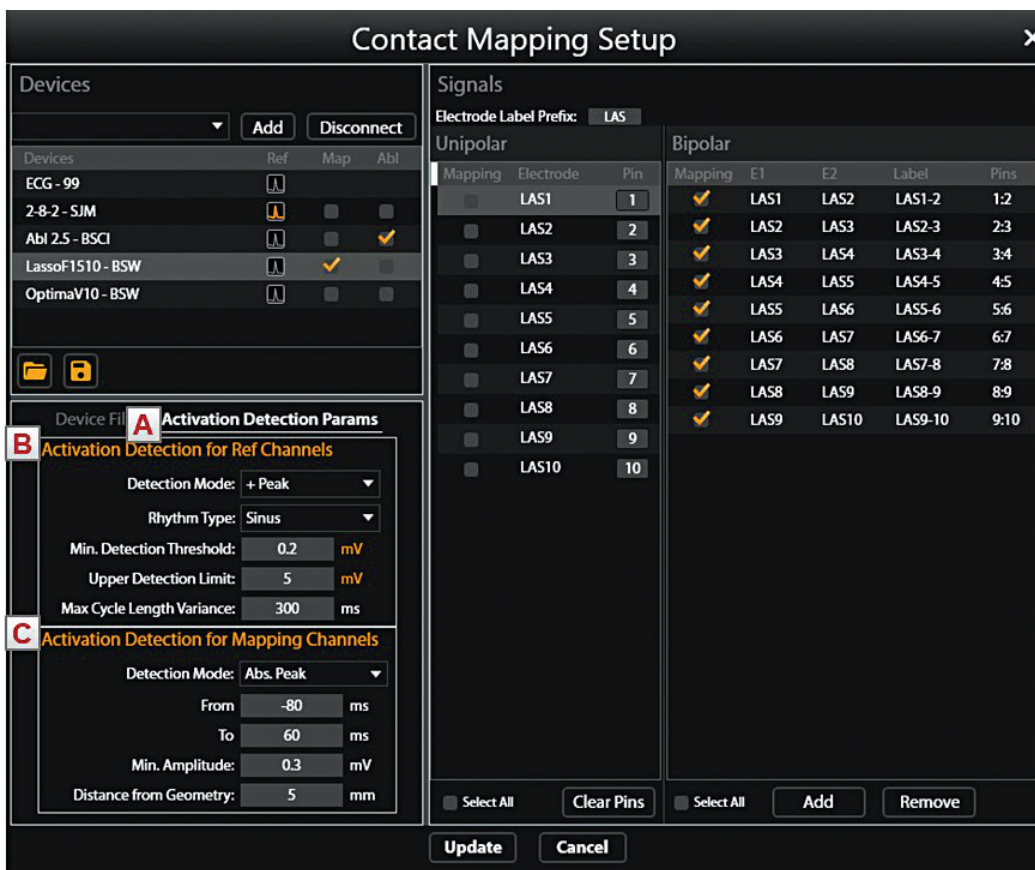 Contact Mapping Setup
Devices
Add Disconnect
Devices Ref Map Abl
ECG - 99
2-8-2 - SJM
Abl 2.5 - BSCI
LassoF1510 - BSW
OptimaV10 - BSW
Device Fil
A
Activation Detection Params
B
Activation Detection for Ref Channels
Detection Mode: + Peak
Rhythm Type: Sinus
Min. Detection Threshold: 0.2 mV
Upper Detection Limit: 5 mV
Max Cycle Length Variance: 300 ms
C
Activation Detection for Mapping Channels
Detection Mode: Abs. Peak
From -80 ms
To 60 ms
Min. Amplitude: 0.3 mV
Distance from Geometry: 5 mm
Signals
Electrode Label Prefix: LAS
Unipolar
Mapping Electrode Pin
LAS1 1
LAS2 2
LAS3 3
LAS4 4
LAS5 5
LAS6 6
LAS7 7
LAS8 8
LAS9 9
LAS10 10
Select All Clear Pins
Bipolar
Mapping E1 E2 Label Pins
LAS1 LAS2 LAS1-2 1:2
LAS2 LAS3 LAS2-3 2:3
LAS3 LAS4 LAS3-4 3:4
LAS4 LAS5 LAS4-5 4:5
LAS5 LAS6 LAS5-6 5:6
LAS6 LAS7 LAS6-7 6:7
LAS7 LAS8 LAS7-8 7:8
LAS8 LAS9 LAS8-9 8:9
LAS9 LAS10 LAS9-10 9:10
Select All Add Remove
Update Cancel